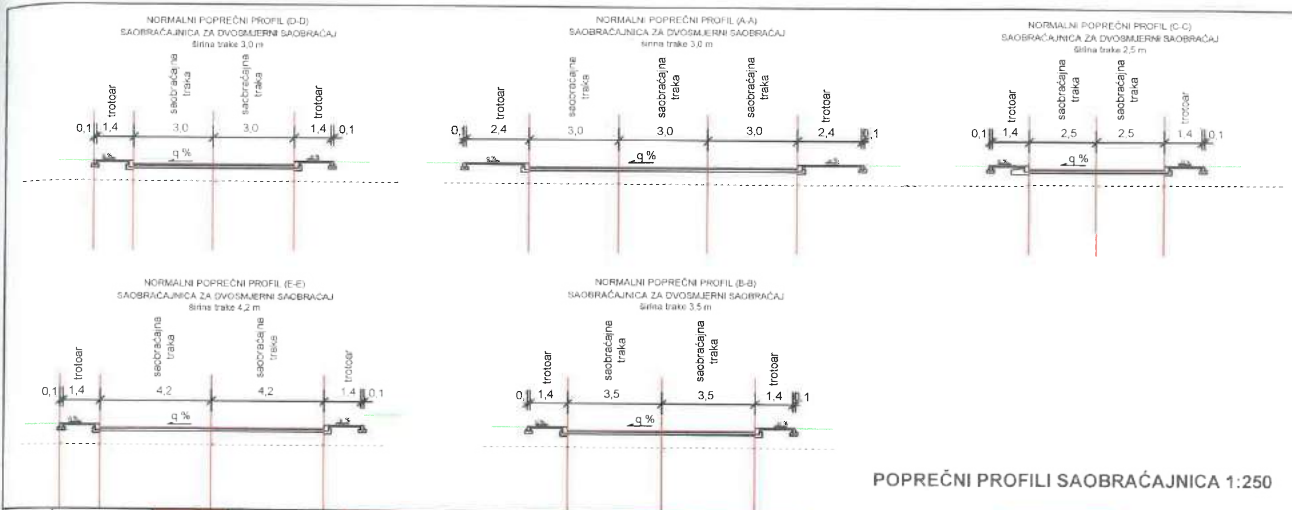 NORMALNI POPREČNI PROFIL (D-D)
SAOBRAĆAJNICA ZA DVOSMJERNI SAOBRAĆAJ
širina trake 3,0 m
trotoar
saobraćajna
traka
saobraćajna
traka
trotoar
0,1 1,4 3,0 3,0 1,4 0,1
q %
NORMALNI POPREČNI PROFIL (A-A)
SAOBRAĆAJNICA ZA DVOSMJERNI SAOBRAĆAJ
širina trake 3,0 m
trotoar
saobraćajna
traka
saobraćajna
traka
saobraćajna
traka
trotoar
0,1 2,4 3,0 3,0 3,0 2,4 0,1
q %
NORMALNI POPREČNI PROFIL (C-C)
SAOBRAĆAJNICA ZA DVOSMJERNI SAOBRAĆAJ
širina trake 2,5 m
trotoar
saobraćajna
traka
saobraćajna
traka
trotoar
0,1 1,4 2,5 2,5 1,4 0,1
q %
NORMALNI POPREČNI PROFIL (E-E)
SAOBRAĆAJNICA ZA DVOSMJERNI SAOBRAĆAJ
širina trake 4,2 m
trotoar
saobraćajna
traka
saobraćajna
traka
trotoar
0,1 1,4 4,2 4,2 1,4 0,1
q %
NORMALNI POPREČNI PROFIL (B-B)
SAOBRAĆAJNICA ZA DVOSMJERNI SAOBRAĆAJ
širina trake 3,5 m
trotoar
saobraćajna
traka
saobraćajna
traka
trotoar
0,1 1,4 3,5 3,5 1,4 0,1
q %
POPREČNI PROFILI SAOBRAĆAJNICA 1:250